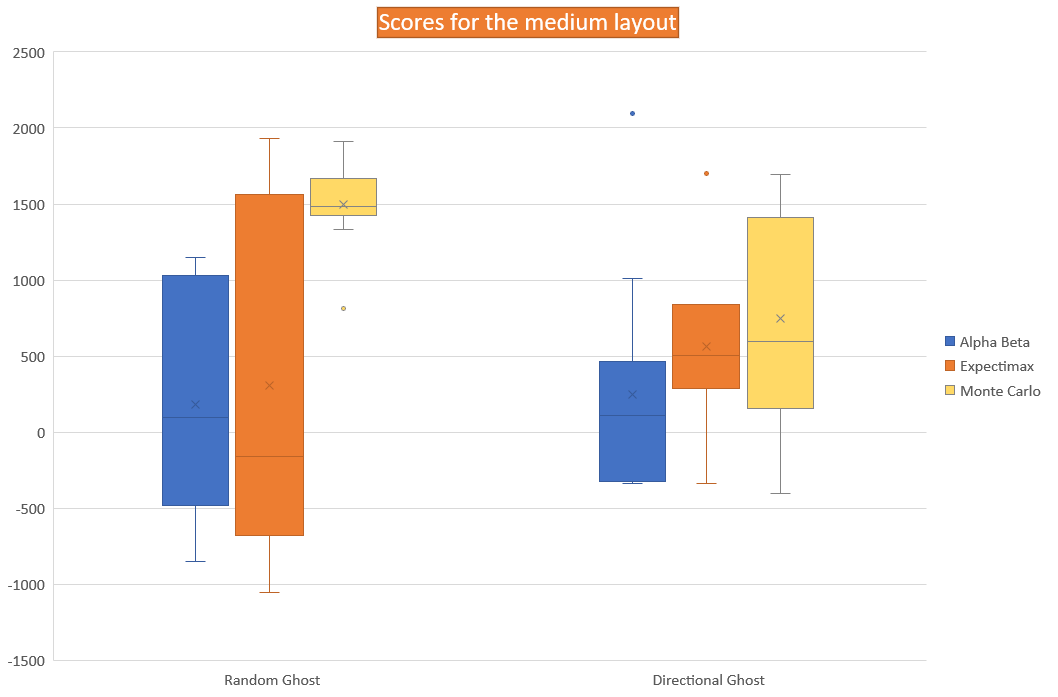 Scores for the medium layout
2500
2000
1500
1000
500
0
-500
-1000
-1500
Random Ghost
Directional Ghost
Alpha Beta
Expectimax
Monte Carlo